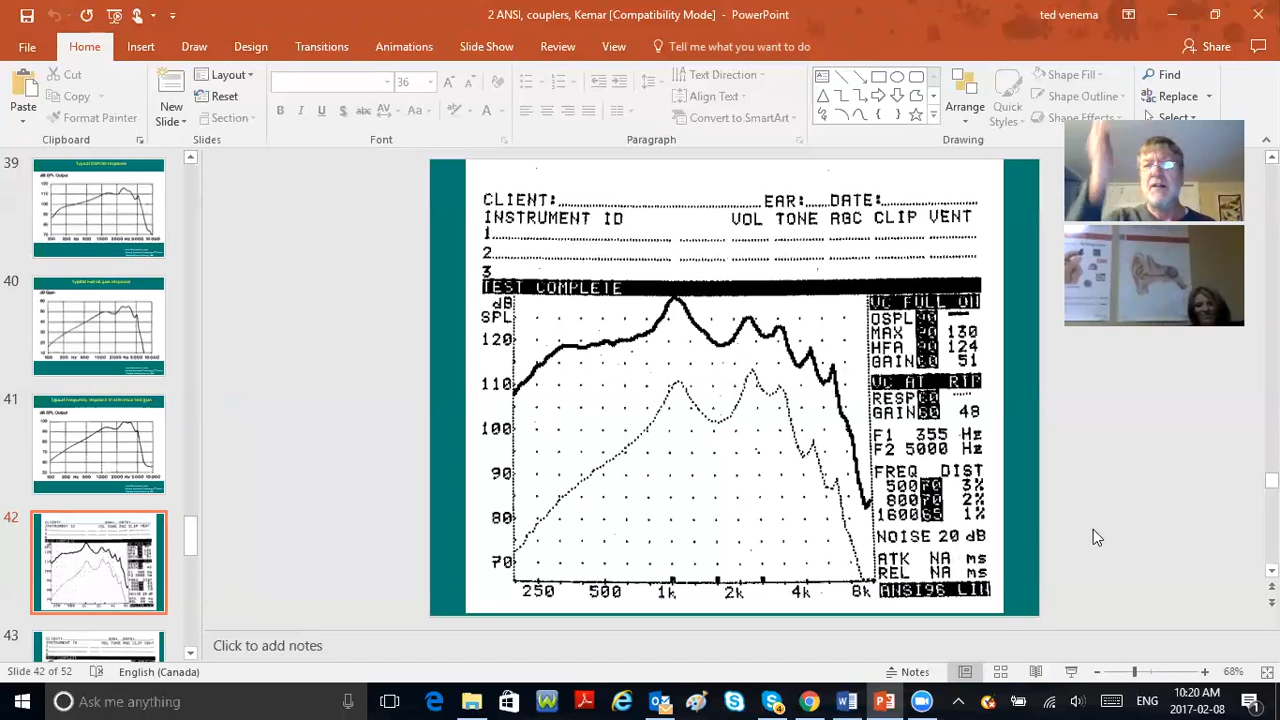 2 ANSI, couplers, Kemar [Compatibility Mode] - PowerPoint
ted venema
File Home Insert Draw Design Transitions Animations Slide Show Review View Tell me what you want to do Share
Paste
Cut
Copy
Format Painter
Clipboard
New Slide
Layout
Reset
Section
Slides
36
B I U S abc AV Aa A
Font
Text Direction
Align Text
Convert to SmartArt
Paragraph
Arrange
Quick Styles
Shape Fill
Shape Outline
Shape Effects
Drawing
Find
Replace
Select
39
40
41
42
43
CLIENT: EAR: DATE:
INSTRUMENT ID VOL TONE AGC CLIP VENT
1
2
3
TEST COMPLETE
dB
SPL
120
110
100
90
80
70
250 500 1k 2k 4k 8k
VC FULL ON
OSPL 90
MAX 130
HFA 124
GAIN 51
RESP 60
GAIN 48
F1 355 Hz
F2 5000 Hz
FREQ DIST
500 70 3%
800 70 2%
1600 65 1%
NOISE 20 dB
ATK NA ms
REL NA ms
Click to add notes
Slide 42 of 52
English (Canada)
Notes
68%
Ask me anything
ENG
10:20 AM
2017-02-08